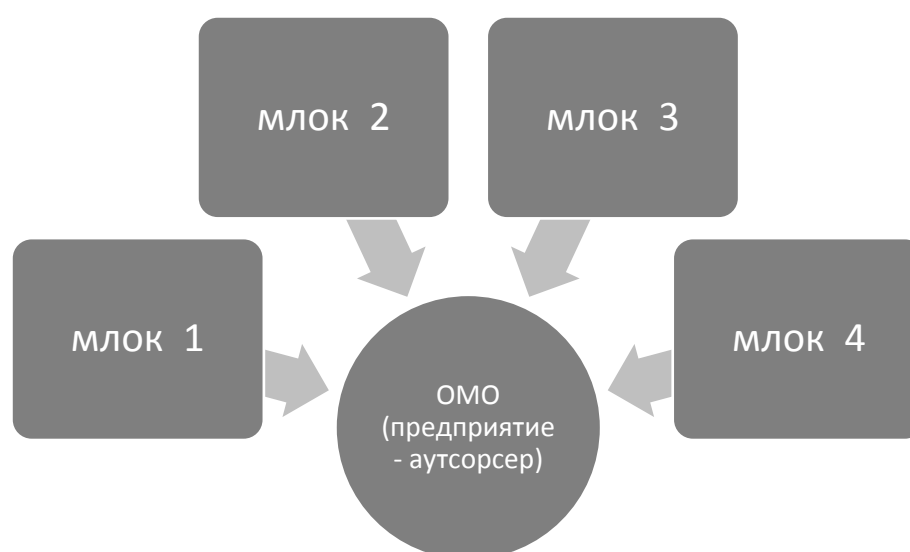 млок 2
млок 3
млок 1
млок 4
ОМО
(предприятие
- аутсорсер)